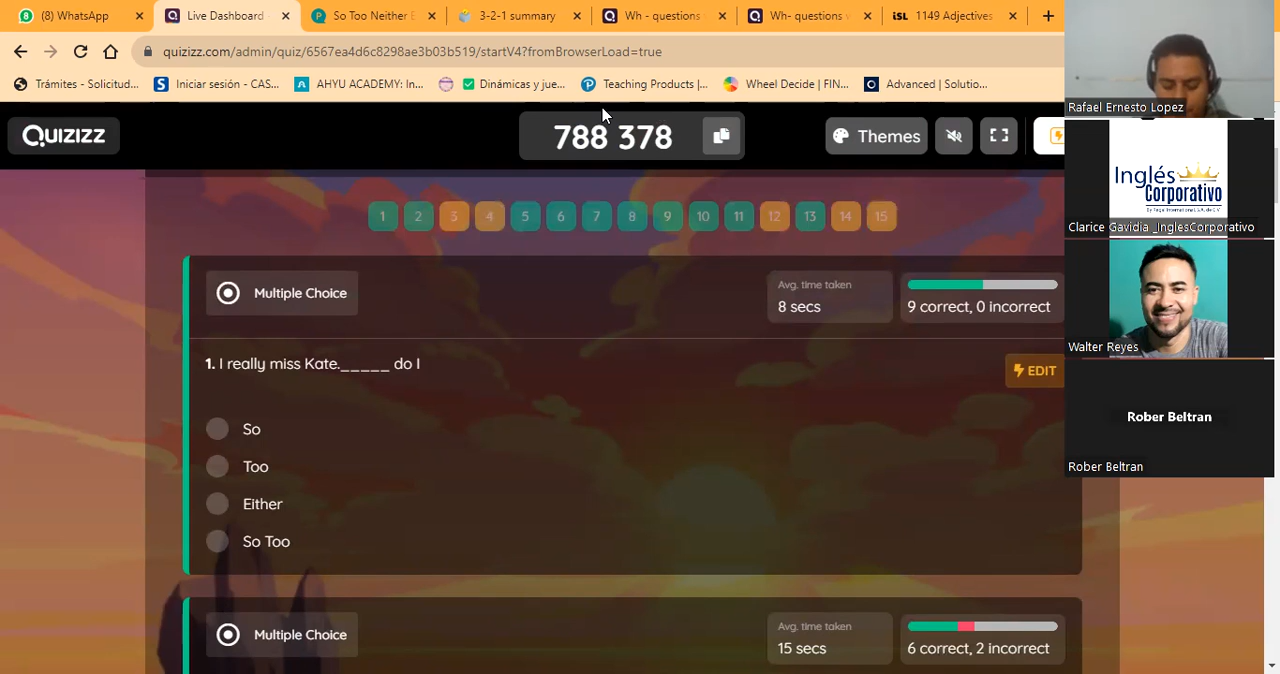 (8) WhatsApp
Live Dashboard
So Too Neither E
3-2-1 summary
Wh - questions
Wh- questions v
iSL 1149 Adjectives
quizizz.com/admin/quiz/6567ea4d6c8298ae3b03b519/startV4?fromBrowserLoad=true
Trámites - Solicitud...
Iniciar sesión - CAS...
AHYU ACADEMY: In...
Dinámicas y jue...
Teaching Products |...
Wheel Decide | FIN...
Advanced | Solutio...
QUIZIZZ
788 378
Themes
1 2 3 4 5 6 7 8 9 10 11 12 13 14 15
Multiple Choice
Avg. time taken
8 secs
9 correct, 0 incorrect
1. I really miss Kate._____ do I
EDIT
So
Too
Either
So Too
Multiple Choice
Avg. time taken
15 secs
6 correct, 2 incorrect
Rafael Ernesto Lopez
Inglés
Corporativo
Clarice Gavidia _InglesCorporativo
Walter Reyes
Rober Beltran
Rober Beltran